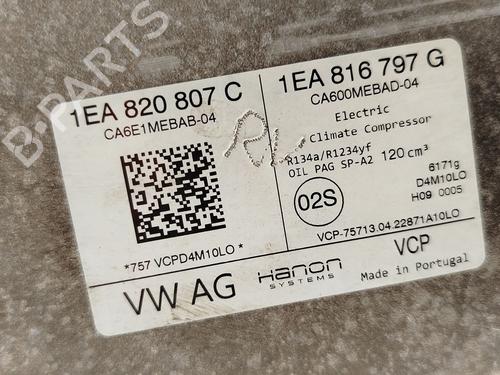 B-PARTS
1EA 820 807 C
CA6E1MEBAB-04
*757 VCPD4M10LO*
1EA 816 797 G
CA600MEBAD-04
Electric
Climate Compressor
R134a/R1234yf
OIL PAG SP-A2 120 cm³
6171g
D4M10LO
H09 0005
02S
VCP-75713.04.22871A10LO
VW AG
Hanon
SYSTEMS
VCP
Made in Portugal